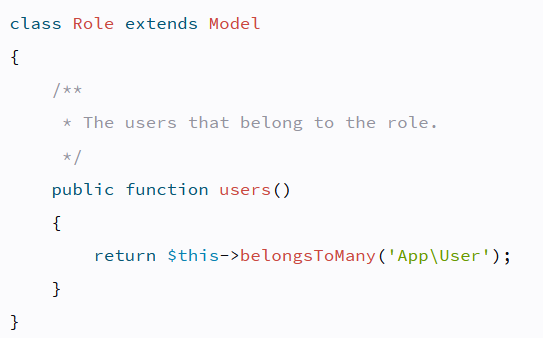 class Role extends Model
{
    /**
     * The users that belong to the role.
     */
    public function users()
    {
        return $this->belongsToMany('App\User');
    }
}